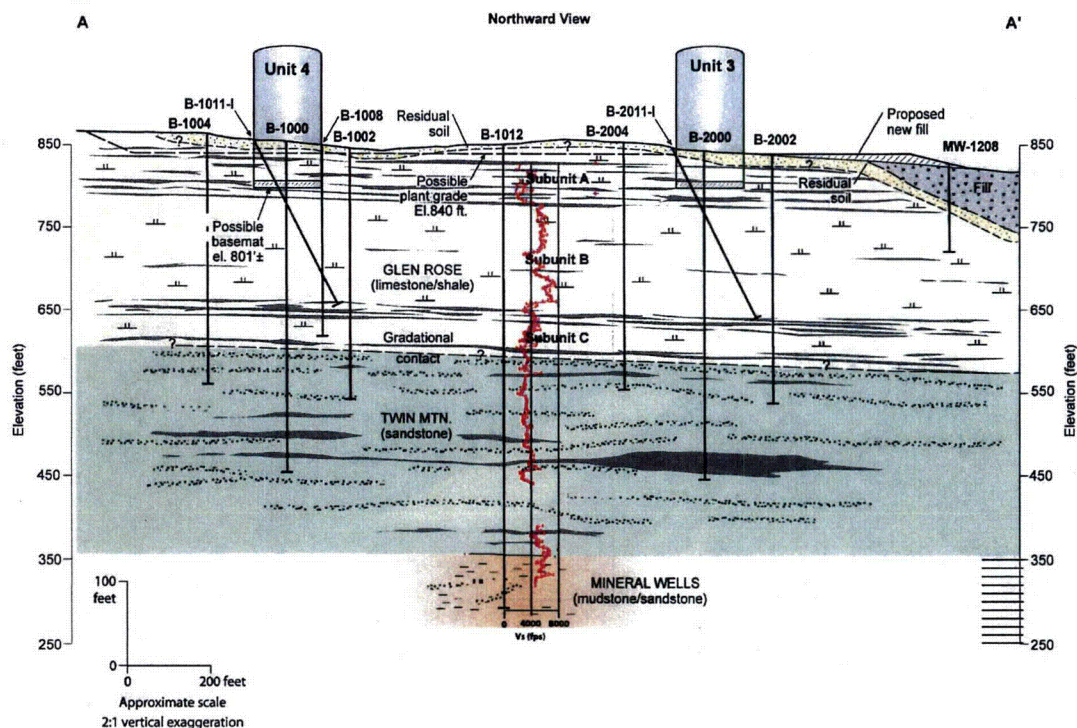 A
Northward View
A'
Unit 4
Unit 3
B-1011-I
B-1004
B-1000
B-1008
B-1002
Residual
soil
B-1012
B-2004
B-2011-I
B-2000
B-2002
Proposed
new fill
MW-1208
850
850
?
?
?
Subunit A
Possible
plant grade
El.840 ft.
Residual
soil
Fill
750
750
Possible
basemat
el. 801'±
Subunit B
GLEN ROSE
(limestone/shale)
650
650
Subunit C
Gradational
contact
?
?
?
Elevation (feet)
Elevation (feet)
550
550
TWIN MTN.
(sandstone)
450
450
350
350
MINERAL WELLS
(mudstone/sandstone)
100
feet
0
0 4000 8000
Vs (fps)
250
250
0 200 feet
Approximate scale
2:1 vertical exaggeration